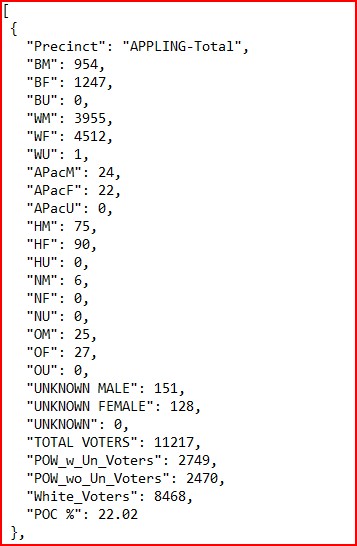 [
{
"Precinct": "APPLING-Total",
"BM": 954,
"BF": 1247,
"BU": 0,
"WM": 3955,
"WF": 4512,
"WU": 1,
"APacM": 24,
"APacF": 22,
"APacU": 0,
"HM": 75,
"HF": 90,
"HU": 0,
"NM": 6,
"NF": 0,
"NU": 0,
"OM": 25,
"OF": 27,
"OU": 0,
"UNKNOWN MALE": 151,
"UNKNOWN FEMALE": 128,
"UNKNOWN": 0,
"TOTAL VOTERS": 11217,
"POW_w_Un_Voters": 2749,
"POW_wo_Un_Voters": 2470,
"White_Voters": 8468,
"POC %": 22.02
},